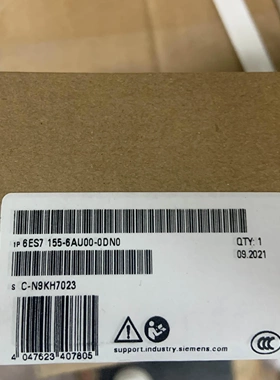 1P 6ES7 155-6AU00-0DN0
QTY: 1
09.2021
S C-N9KH7023
support.industry.siemens.com
4 047623 407805